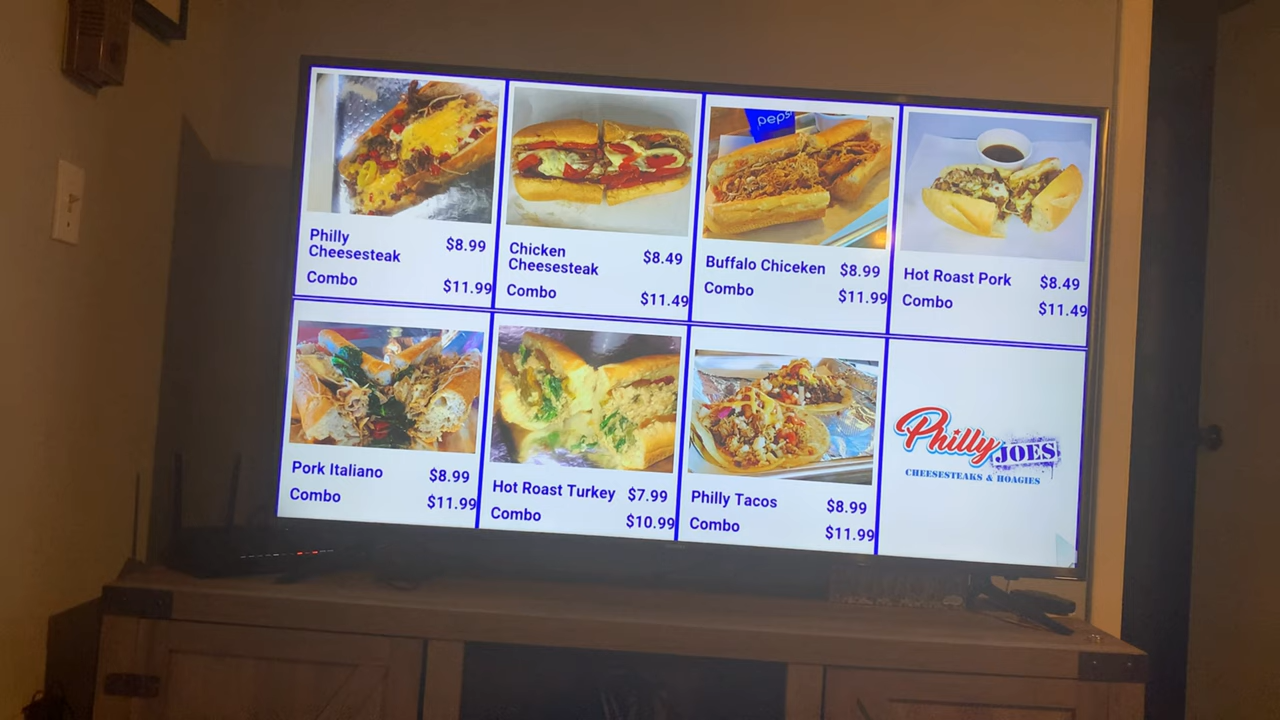 Philly
Cheesesteak $8.99
Combo $11.99
Chicken
Cheesesteak $8.49
Combo $11.49
pepsi
Buffalo Chiceken $8.99
Combo $11.99
Hot Roast Pork $8.49
Combo $11.49
Pork Italiano $8.99
Combo $11.99
Hot Roast Turkey $7.99
Combo $10.99
Philly Tacos $8.99
Combo $11.99
Philly
JOES
CHEESESTEAKS & HOAGIES